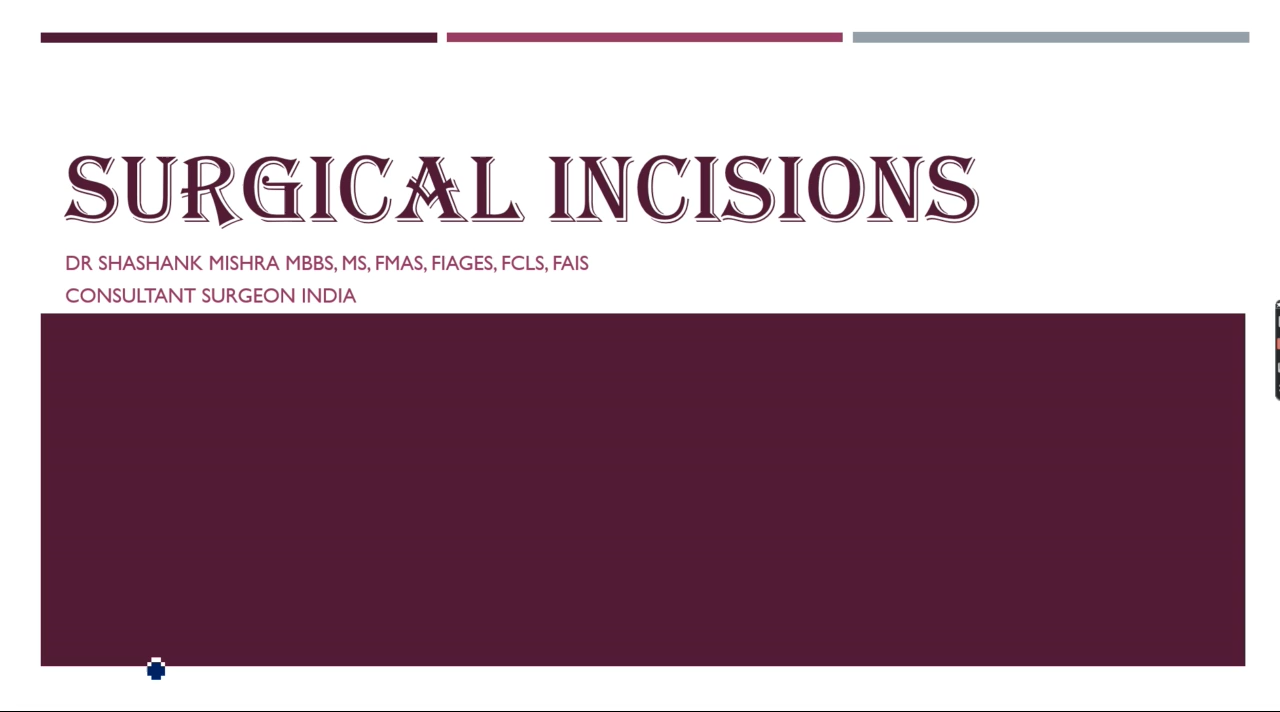 SURGICAL INCISIONS
DR SHASHANK MISHRA MBBS, MS, FMAS, FIAGES, FCLS, FAIS
CONSULTANT SURGEON INDIA